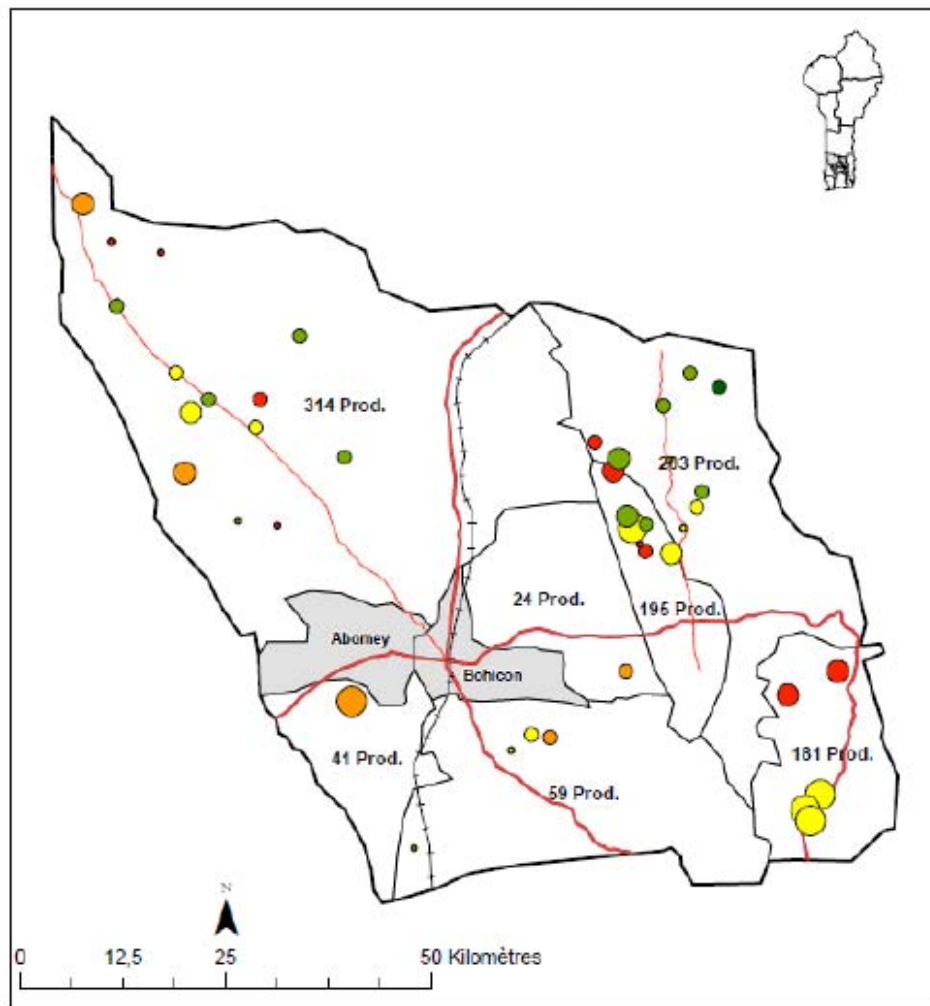 314 Prod.
203 Prod.
24 Prod.
195 Prod.
Abomey
Bohicon
41 Prod.
181 Prod.
59 Prod.
N
0 12,5 25 50 Kilomètres